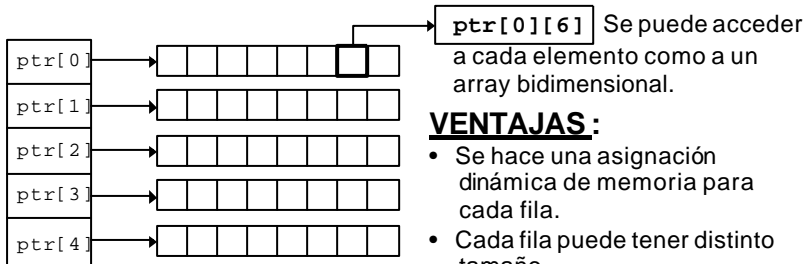 ptr[0][6] Se puede acceder
a cada elemento como a un
array bidimensional.
VENTAJAS:
• Se hace una asignación
dinámica de memoria para
cada fila.
• Cada fila puede tener distinto
tamaño
ptr[0]
ptr[1]
ptr[2]
ptr[3]
ptr[4]